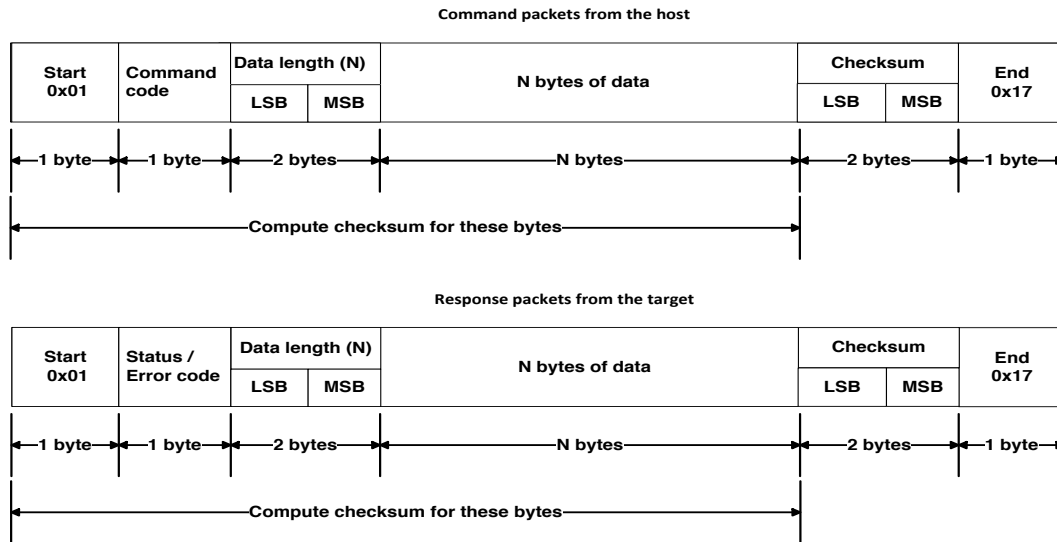 Command packets from the host
Start
0x01
Command
code
Data length (N)
LSB
MSB
N bytes of data
Checksum
LSB
MSB
End
0x17
1 byte
1 byte
2 bytes
N bytes
2 bytes
1 byte
Compute checksum for these bytes
Response packets from the target
Start
0x01
Status /
Error code
Data length (N)
LSB
MSB
N bytes of data
Checksum
LSB
MSB
End
0x17
1 byte
1 byte
2 bytes
N bytes
2 bytes
1 byte
Compute checksum for these bytes